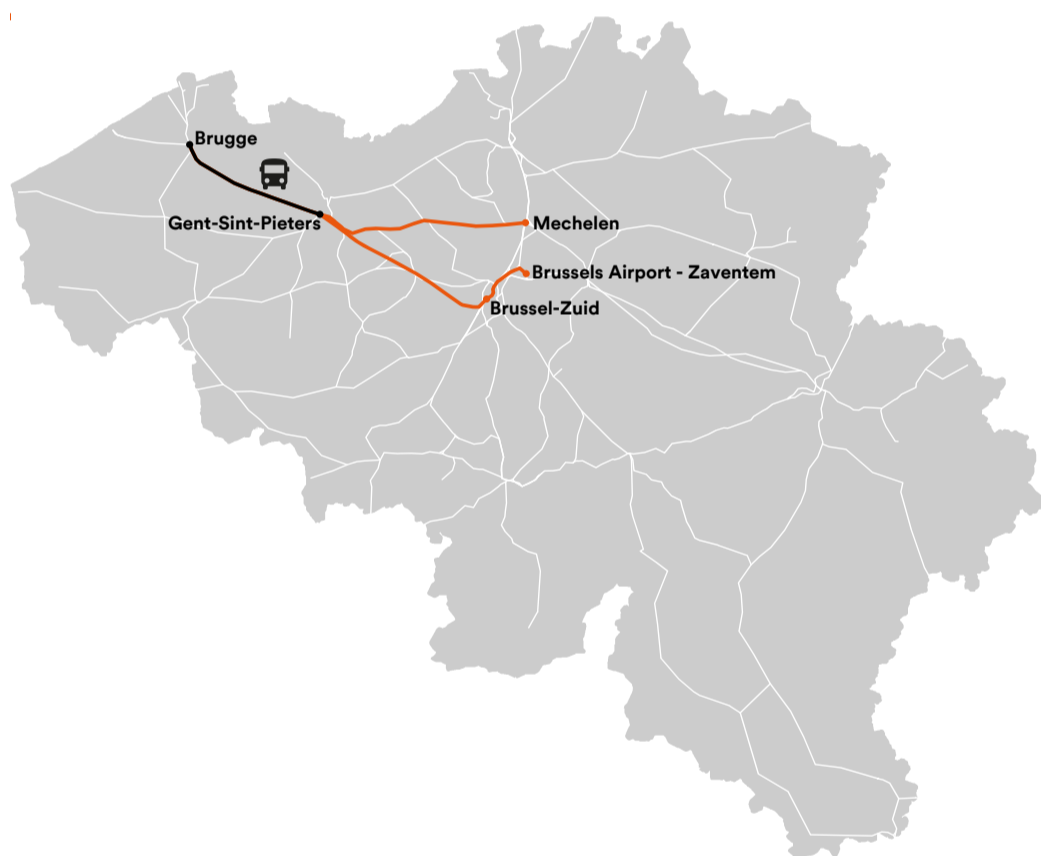 Brugge
Gent-Sint-Pieters
Mechelen
Brussels Airport - Zaventem
Brussel-Zuid